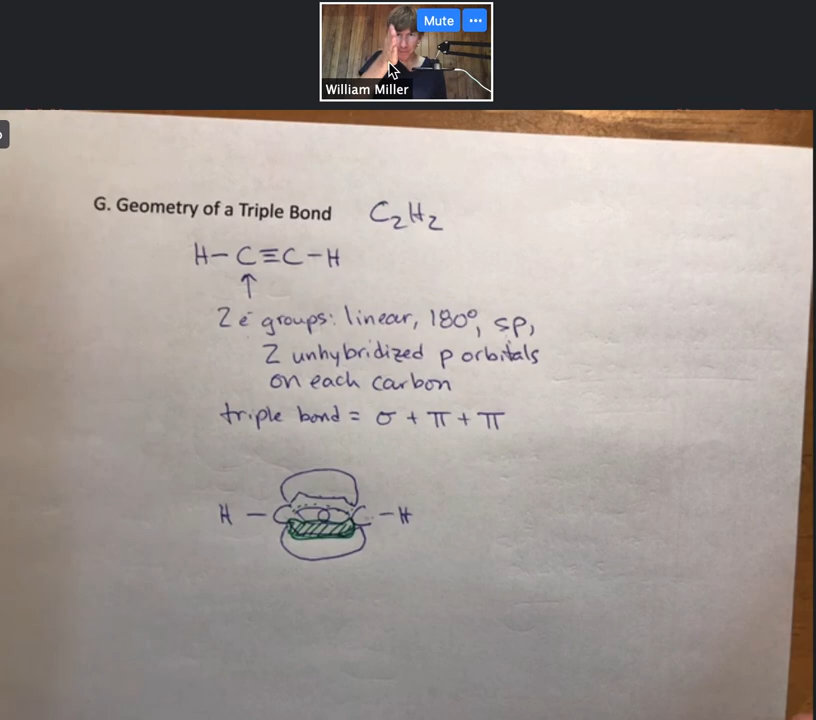 Mute
William Miller
G. Geometry of a Triple Bond C₂H₂
H—C≡C—H
↑
2 e⁻ groups: linear, 180°, sp,
2 unhybridized p orbitals
on each carbon
triple bond = σ + π + π
H — C C — H